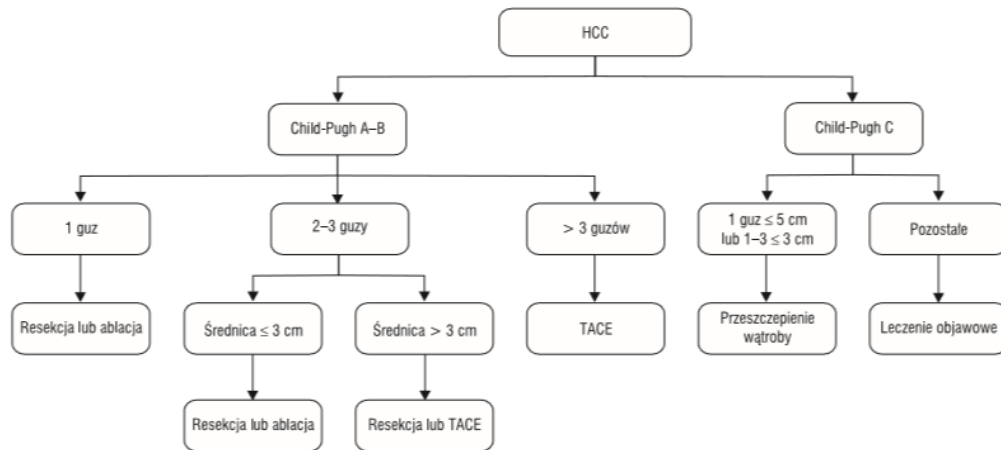 HCC
Child-Pugh A–B
Child-Pugh C
1 guz
2–3 guzy
> 3 guzów
1 guz ≤ 5 cm
lub 1–3 ≤ 3 cm
Pozostałe
Resekcja lub ablacja
Średnica ≤ 3 cm
Średnica > 3 cm
TACE
Przeszczepienie
wątroby
Leczenie objawowe
Resekcja lub ablacja
Resekcja lub TACE